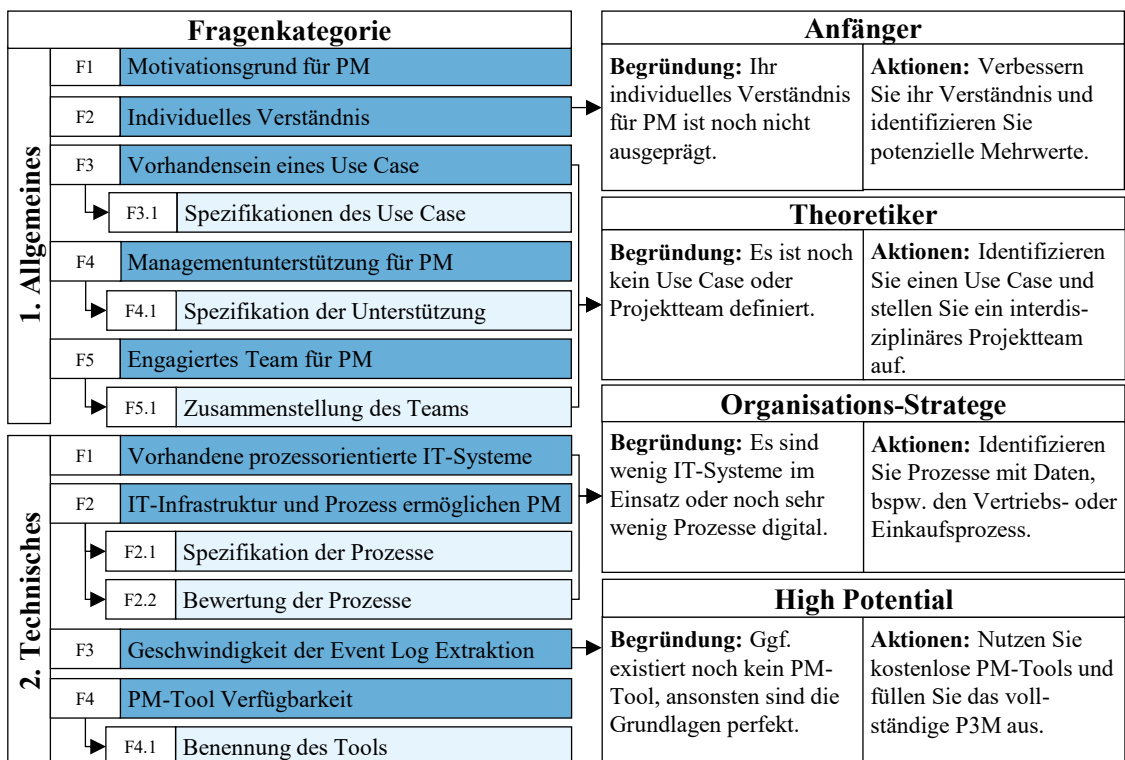 Fragenkategorie
1. Allgemeines
F1 Motivationsgrund für PM
F2 Individuelles Verständnis
F3 Vorhandensein eines Use Case
F3.1 Spezifikationen des Use Case
F4 Managementunterstützung für PM
F4.1 Spezifikation der Unterstützung
F5 Engagiertes Team für PM
F5.1 Zusammenstellung des Teams
2. Technisches
F1 Vorhandene prozessorientierte IT-Systeme
F2 IT-Infrastruktur und Prozess ermöglichen PM
F2.1 Spezifikation der Prozesse
F2.2 Bewertung der Prozesse
F3 Geschwindigkeit der Event Log Extraktion
F4 PM-Tool Verfügbarkeit
F4.1 Benennung des Tools
Anfänger
Begründung: Ihr
individuelles Verständnis
für PM ist noch nicht
ausgeprägt.
Aktionen: Verbessern
Sie ihr Verständnis und
identifizieren Sie
potenzielle Mehrwerte.
Theoretiker
Begründung: Es ist noch
kein Use Case oder
Projektteam definiert.
Aktionen: Identifizieren
Sie einen Use Case und
stellen Sie ein interdis-
ziplinäres Projektteam
auf.
Organisations-Stratege
Begründung: Es sind
wenig IT-Systeme im
Einsatz oder noch sehr
wenig Prozesse digital.
Aktionen: Identifizieren
Sie Prozesse mit Daten,
bspw. den Vertriebs- oder
Einkaufsprozess.
High Potential
Begründung: Ggf.
existiert noch kein PM-
Tool, ansonsten sind die
Grundlagen perfekt.
Aktionen: Nutzen Sie
kostenlose PM-Tools und
füllen Sie das voll-
ständige P3M aus.